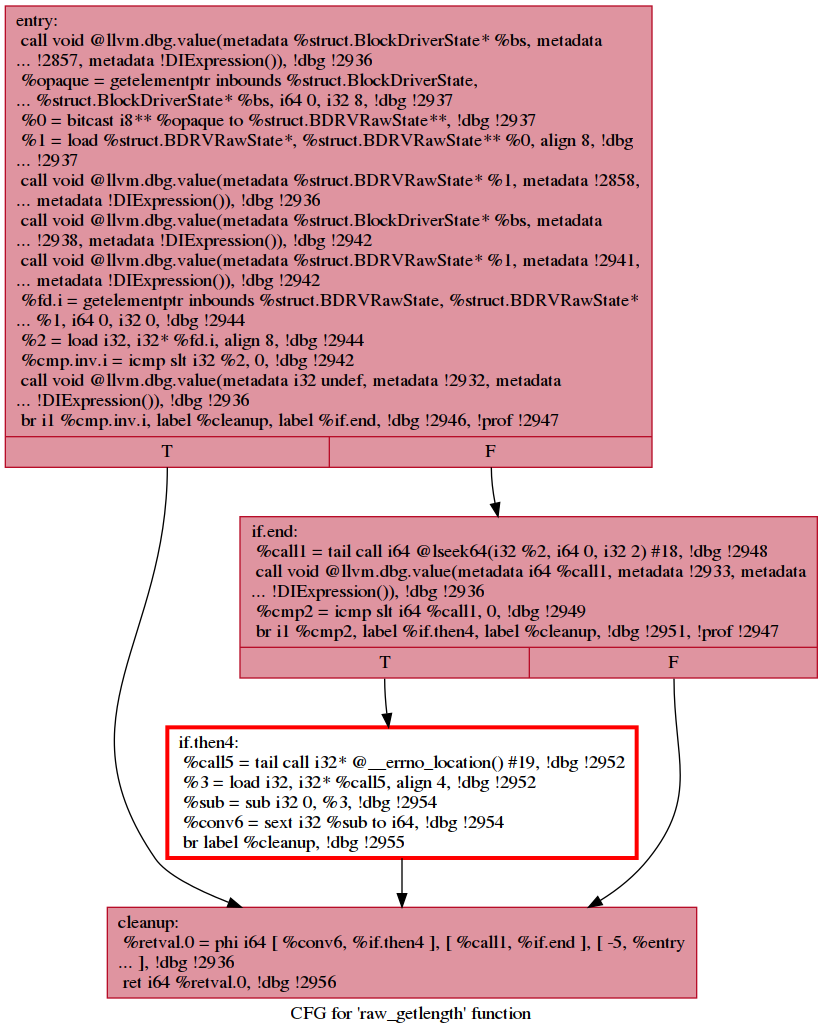 entry:
call void @llvm.dbg.value(metadata %struct.BlockDriverState* %bs, metadata
... !2857, metadata !DIExpression()), !dbg !2936
%opaque = getelementptr inbounds %struct.BlockDriverState,
... %struct.BlockDriverState* %bs, i64 0, i32 8, !dbg !2937
%0 = bitcast i8** %opaque to %struct.BDRVRawState**, !dbg !2937
%1 = load %struct.BDRVRawState*, %struct.BDRVRawState** %0, align 8, !dbg
... !2937
call void @llvm.dbg.value(metadata %struct.BDRVRawState* %1, metadata !2858,
... metadata !DIExpression()), !dbg !2936
call void @llvm.dbg.value(metadata %struct.BlockDriverState* %bs, metadata
... !2938, metadata !DIExpression()), !dbg !2942
call void @llvm.dbg.value(metadata %struct.BDRVRawState* %1, metadata !2941,
... metadata !DIExpression()), !dbg !2942
%fd.i = getelementptr inbounds %struct.BDRVRawState, %struct.BDRVRawState*
... %1, i64 0, i32 0, !dbg !2944
%2 = load i32, i32* %fd.i, align 8, !dbg !2944
%cmp.inv.i = icmp slt i32 %2, 0, !dbg !2942
call void @llvm.dbg.value(metadata i32 undef, metadata !2932, metadata
... !DIExpression()), !dbg !2936
br i1 %cmp.inv.i, label %cleanup, label %if.end, !dbg !2946, !prof !2947
T F
if.end:
%call1 = tail call i64 @lseek64(i32 %2, i64 0, i32 2) #18, !dbg !2948
call void @llvm.dbg.value(metadata i64 %call1, metadata !2933, metadata
... !DIExpression()), !dbg !2936
%cmp2 = icmp slt i64 %call1, 0, !dbg !2949
br i1 %cmp2, label %if.then4, label %cleanup, !dbg !2951, !prof !2947
T F
if.then4:
%call5 = tail call i32* @__errno_location() #19, !dbg !2952
%3 = load i32, i32* %call5, align 4, !dbg !2952
%sub = sub i32 0, %3, !dbg !2954
%conv6 = sext i32 %sub to i64, !dbg !2954
br label %cleanup, !dbg !2955
cleanup:
%retval.0 = phi i64 [ %conv6, %if.then4 ], [ %call1, %if.end ], [ -5, %entry
... ], !dbg !2936
ret i64 %retval.0, !dbg !2956
CFG for 'raw_getlength' function